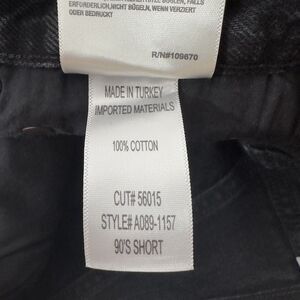 ERFORDERLICH,NICHT BÜGELN, WENN VERZIERT
ODER BEDRUCKT
R/N#109670
MADE IN TURKEY
IMPORTED MATERIALS
100% COTTON
CUT# 56015
STYLE# A089-1157
90'S SHORT